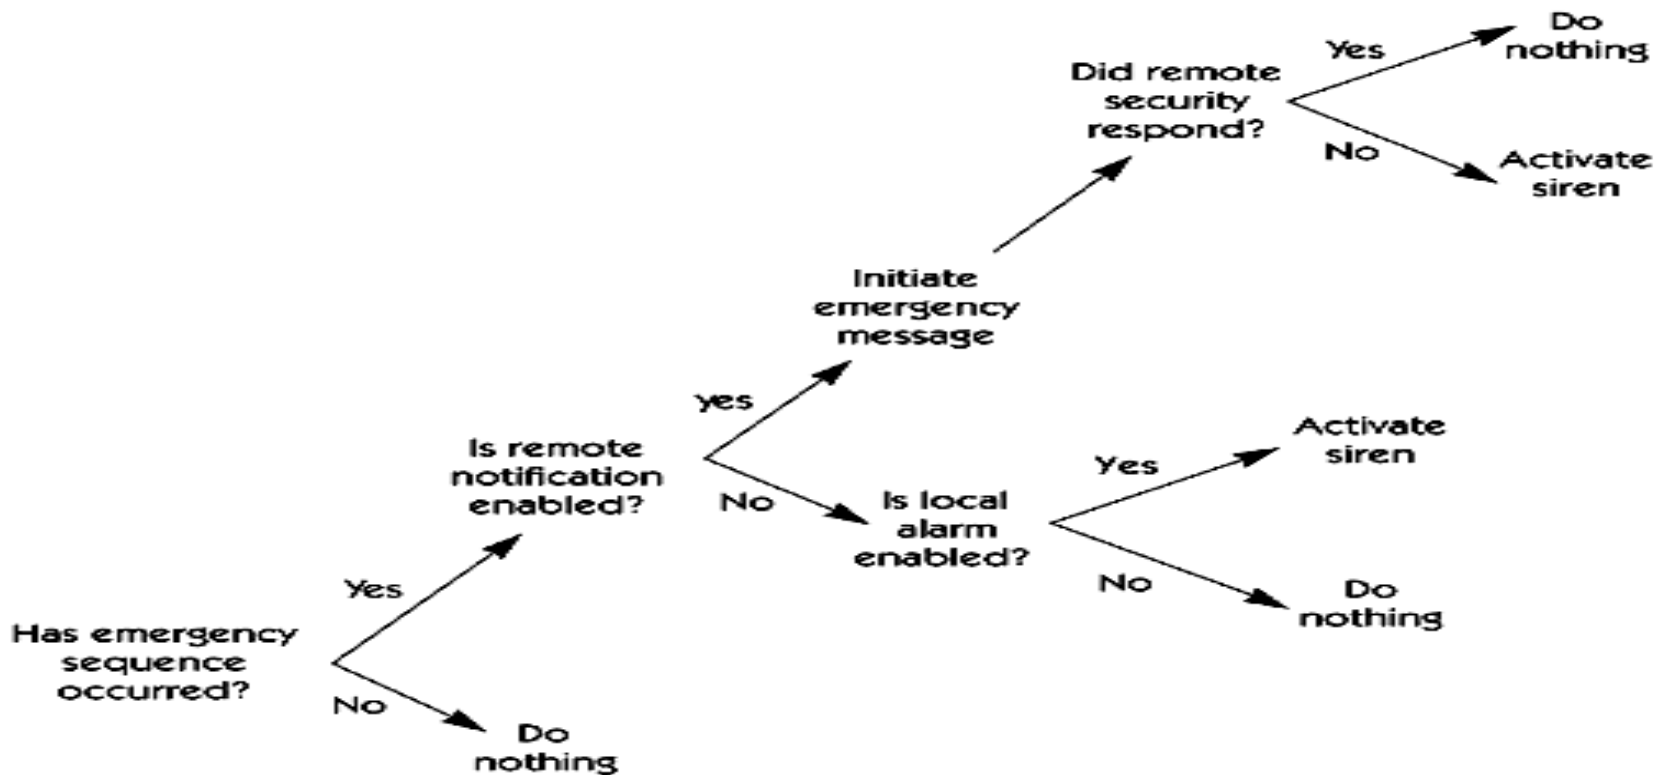 Do
nothing
Yes
Did remote
security
respond?
No
Activate
siren
Initiate
emergency
message
yes
Is remote
notification
enabled?
No
Is local
alarm
enabled?
Yes
Activate
siren
No
Do
nothing
Yes
Has emergency
sequence
occurred?
No
Do
nothing